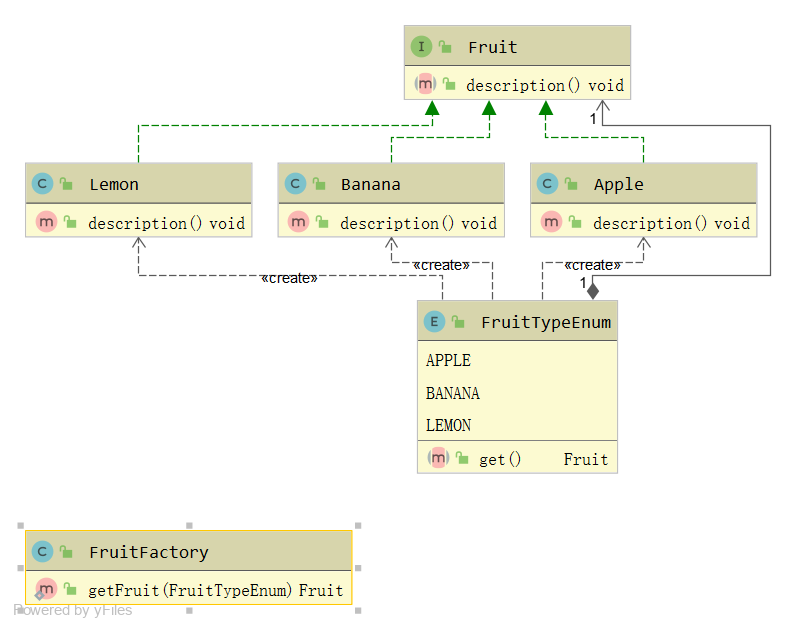 I Fruit
m description() void
1
C Lemon
m description() void
C Banana
m description() void
C Apple
m description() void
«create»
«create»
«create»
1
E FruitTypeEnum
APPLE
BANANA
LEMON
m get() Fruit
C FruitFactory
m getFruit(FruitTypeEnum) Fruit
Powered by yFiles